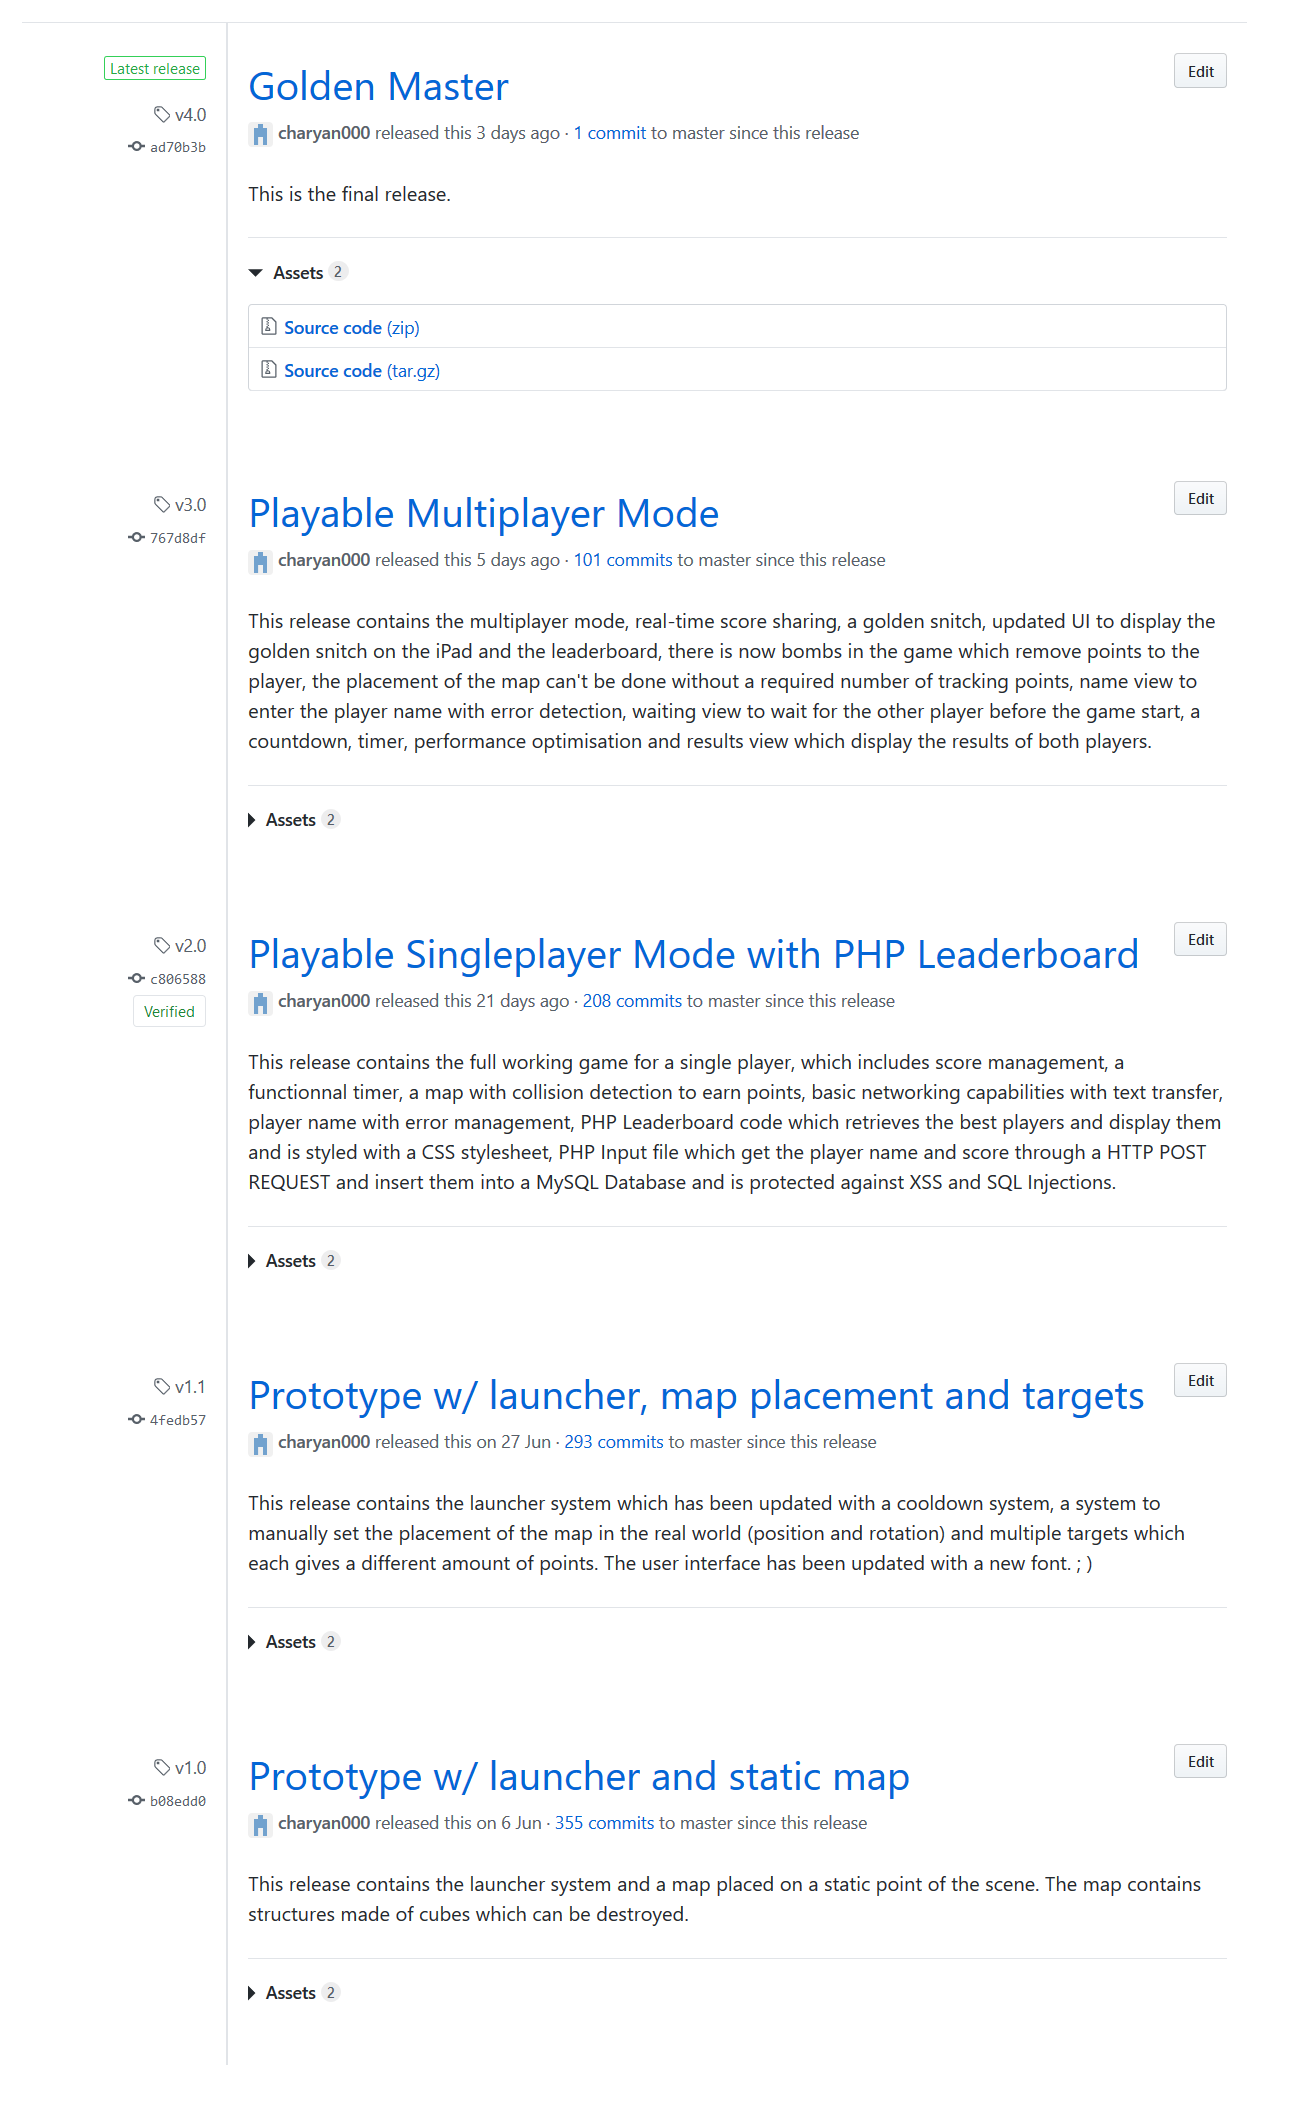 Latest release
v4.0
ad70b3b
Golden Master
Edit
charyan000 released this 3 days ago · 1 commit to master since this release
This is the final release.
Assets 2
Source code (zip)
Source code (tar.gz)
v3.0
767d8df
Playable Multiplayer Mode
Edit
charyan000 released this 5 days ago · 101 commits to master since this release
This release contains the multiplayer mode, real-time score sharing, a golden snitch, updated UI to display the
golden snitch on the iPad and the leaderboard, there is now bombs in the game which remove points to the
player, the placement of the map can't be done without a required number of tracking points, name view to
enter the player name with error detection, waiting view to wait for the other player before the game start, a
countdown, timer, performance optimisation and results view which display the results of both players.
Assets 2
v2.0
c806588
Verified
Playable Singleplayer Mode with PHP Leaderboard
Edit
charyan000 released this 21 days ago · 208 commits to master since this release
This release contains the full working game for a single player, which includes score management, a
functionnal timer, a map with collision detection to earn points, basic networking capabilities with text transfer,
player name with error management, PHP Leaderboard code which retrieves the best players and display them
and is styled with a CSS stylesheet, PHP Input file which get the player name and score through a HTTP POST
REQUEST and insert them into a MySQL Database and is protected against XSS and SQL Injections.
Assets 2
v1.1
4fedb57
Prototype w/ launcher, map placement and targets
Edit
charyan000 released this on 27 Jun · 293 commits to master since this release
This release contains the launcher system which has been updated with a cooldown system, a system to
manually set the placement of the map in the real world (position and rotation) and multiple targets which
each gives a different amount of points. The user interface has been updated with a new font. ; )
Assets 2
v1.0
b08edd0
Prototype w/ launcher and static map
Edit
charyan000 released this on 6 Jun · 355 commits to master since this release
This release contains the launcher system and a map placed on a static point of the scene. The map contains
structures made of cubes which can be destroyed.
Assets 2